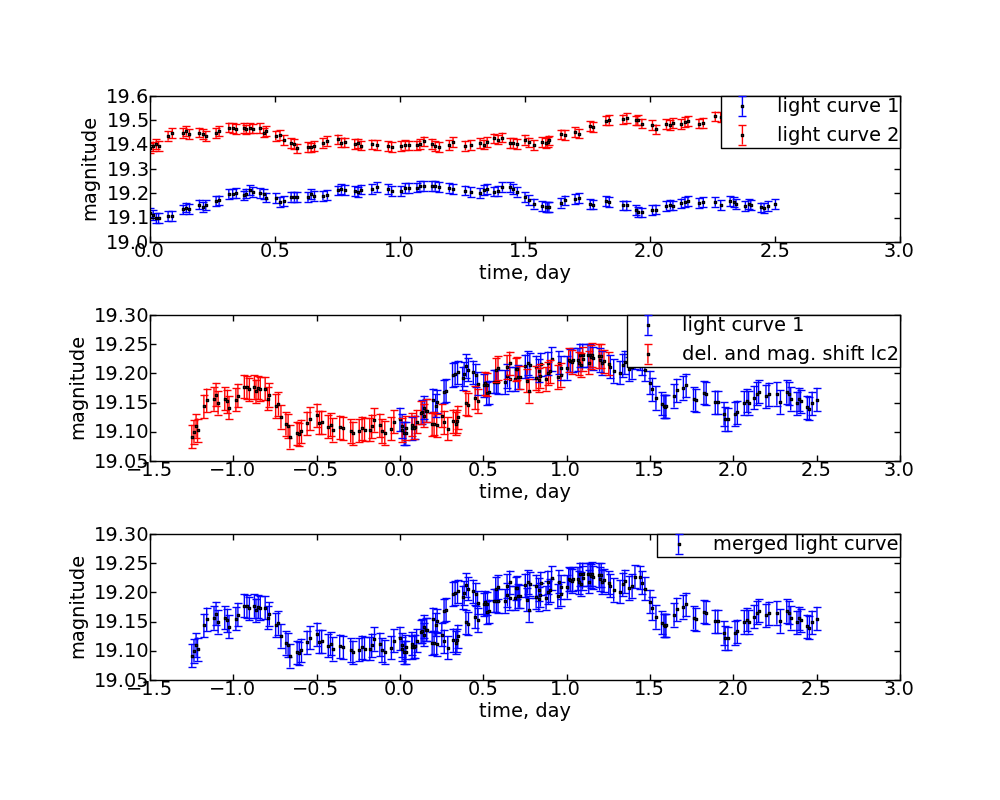 19.6
19.5
19.4
19.3
19.2
19.1
19.0
magnitude
light curve 1
light curve 2
0.0 0.5 1.0 1.5 2.0 2.5 3.0
time, day
19.30
19.25
19.20
19.15
19.10
19.05
magnitude
light curve 1
del. and mag. shift lc2
−1.5 −1.0 −0.5 0.0 0.5 1.0 1.5 2.0 2.5 3.0
time, day
19.30
19.25
19.20
19.15
19.10
19.05
magnitude
merged light curve
−1.5 −1.0 −0.5 0.0 0.5 1.0 1.5 2.0 2.5 3.0
time, day